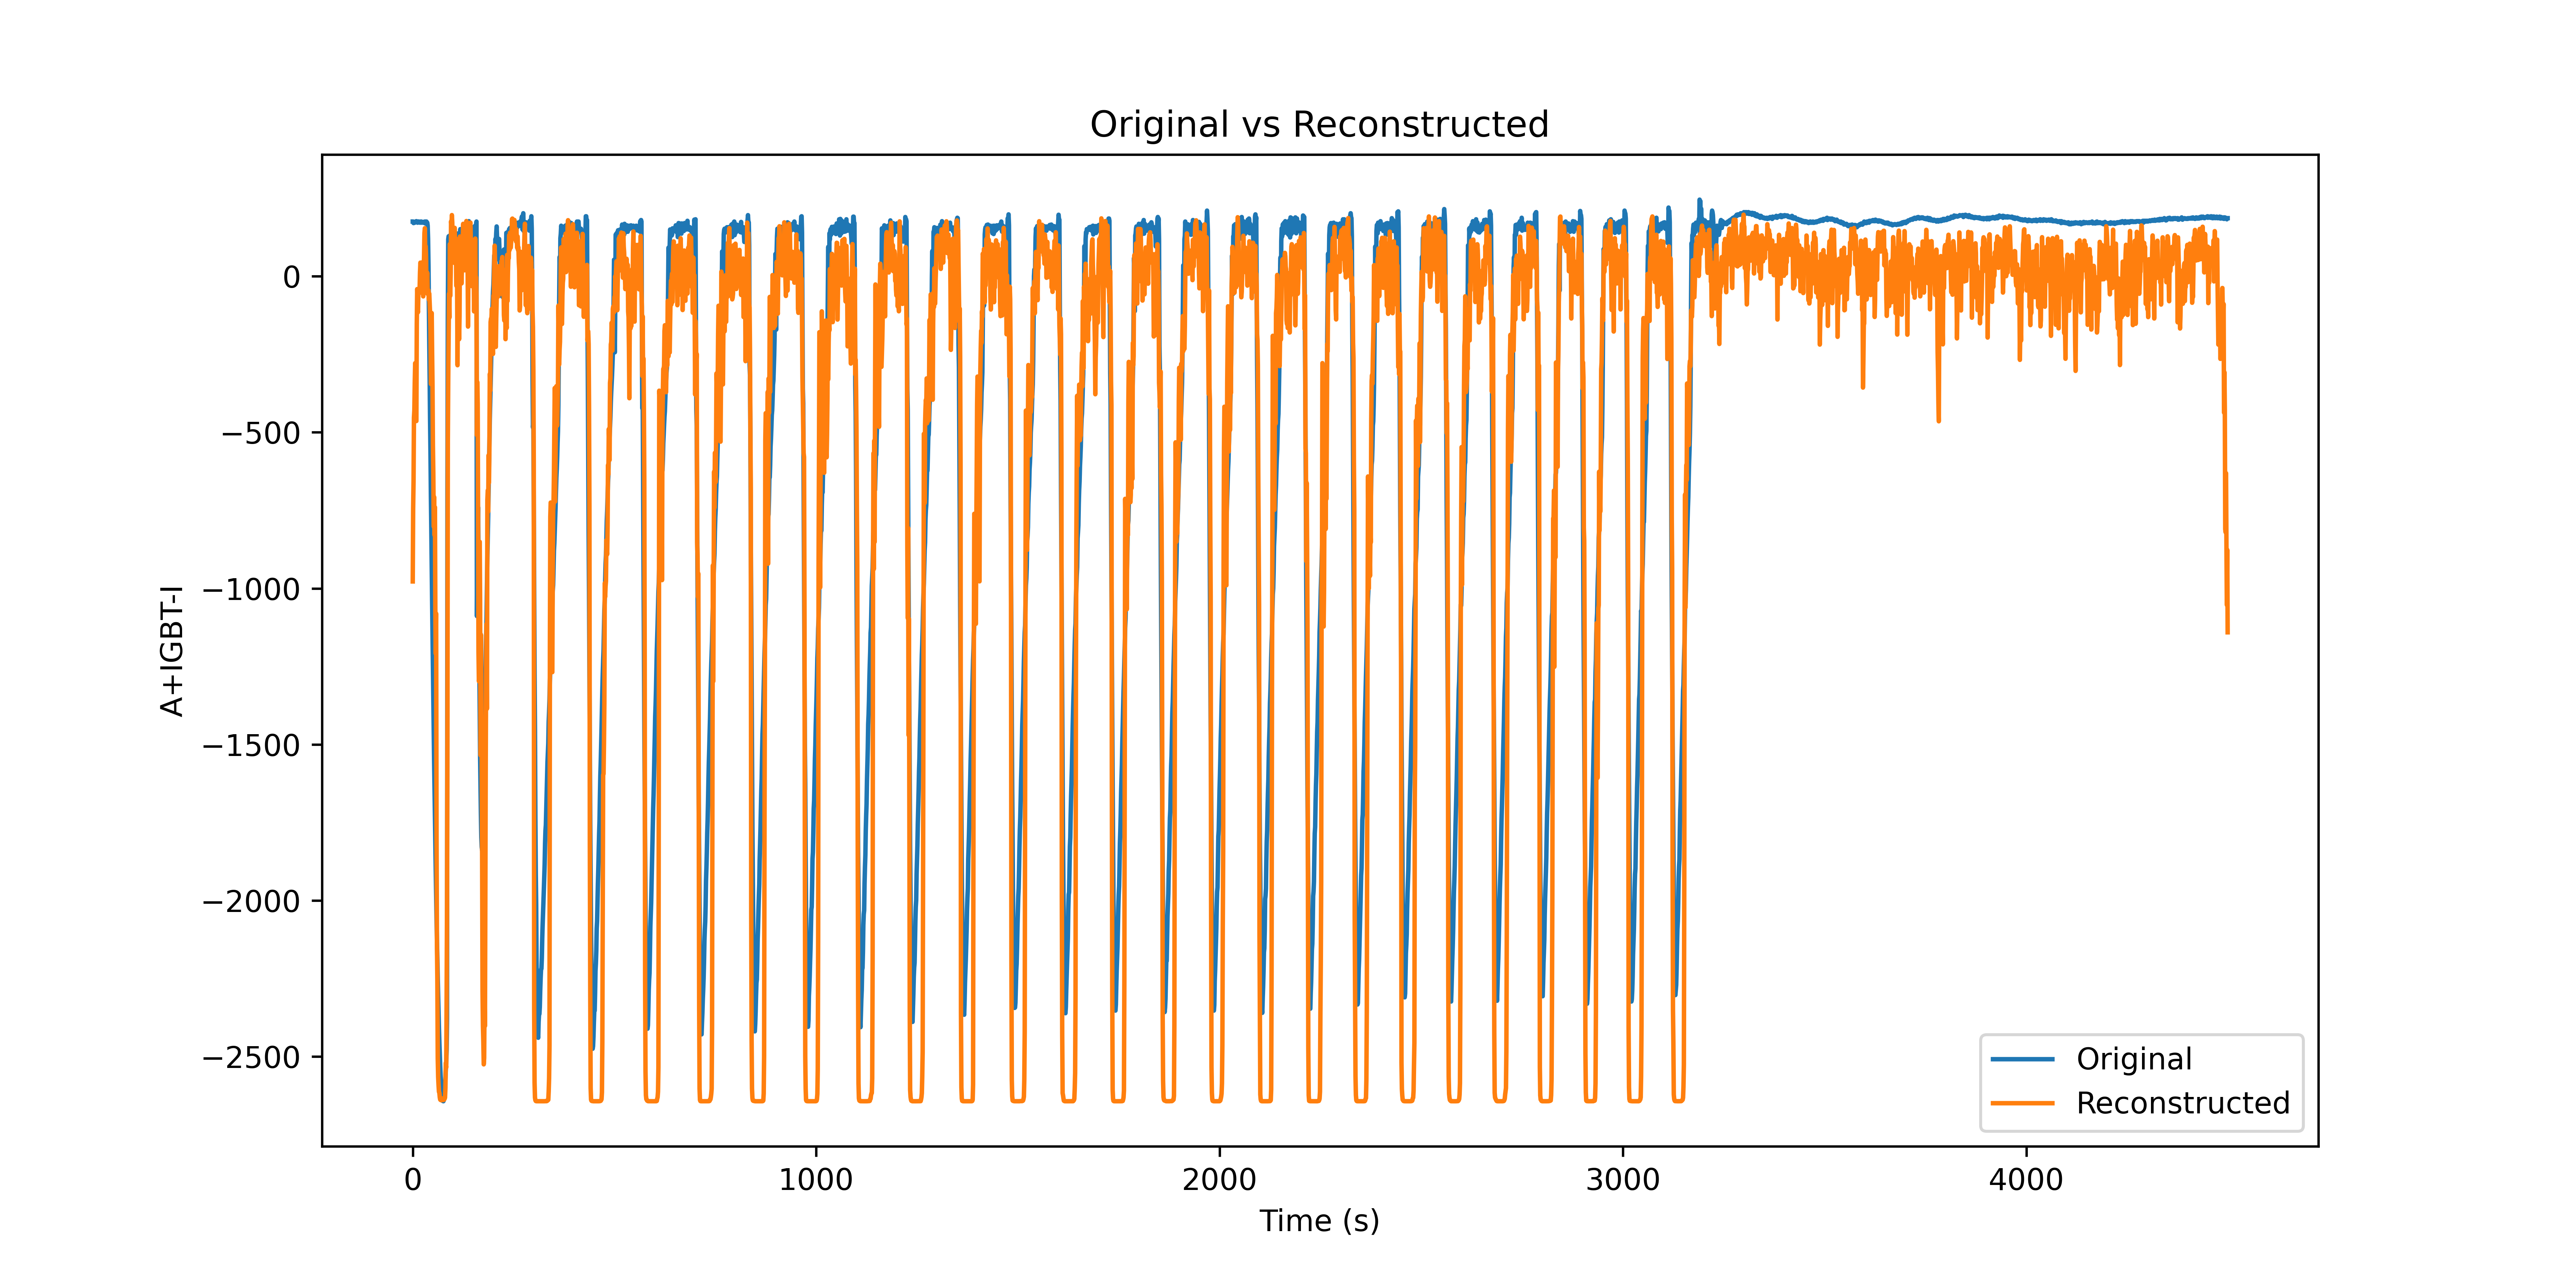 Original vs Reconstructed
A+IGBT-I
0
−500
−1000
−1500
−2000
−2500
0 1000 2000 3000 4000
Time (s)
Original
Reconstructed